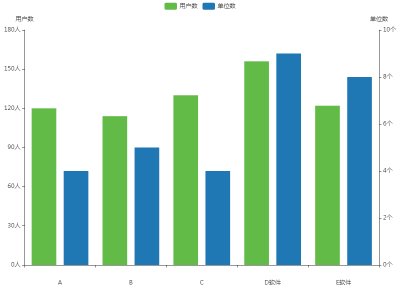 用户数 单位数
用户数 单位数
180人 10个
150人
8个
120人
6个
90人
4个
60人
2个
30人
0人 0个
A B C D软件 E软件